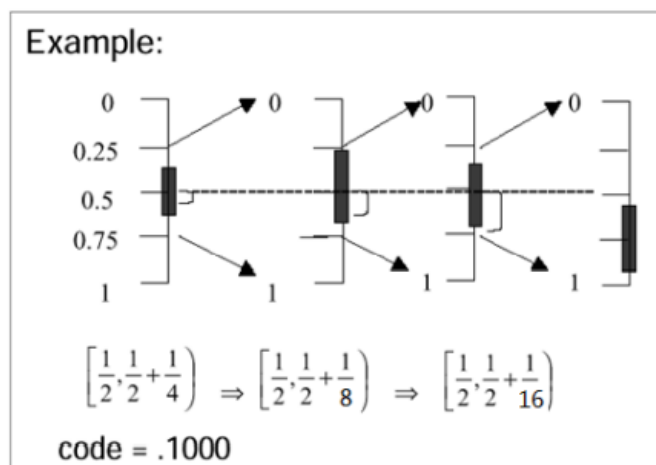 Example:
0 0 0 0
0.25
0.5
0.75
1 1 1 1
[1/2, 1/2 + 1/4) ⇒ [1/2, 1/2 + 1/8) ⇒ [1/2, 1/2 + 1/16)
code = .1000